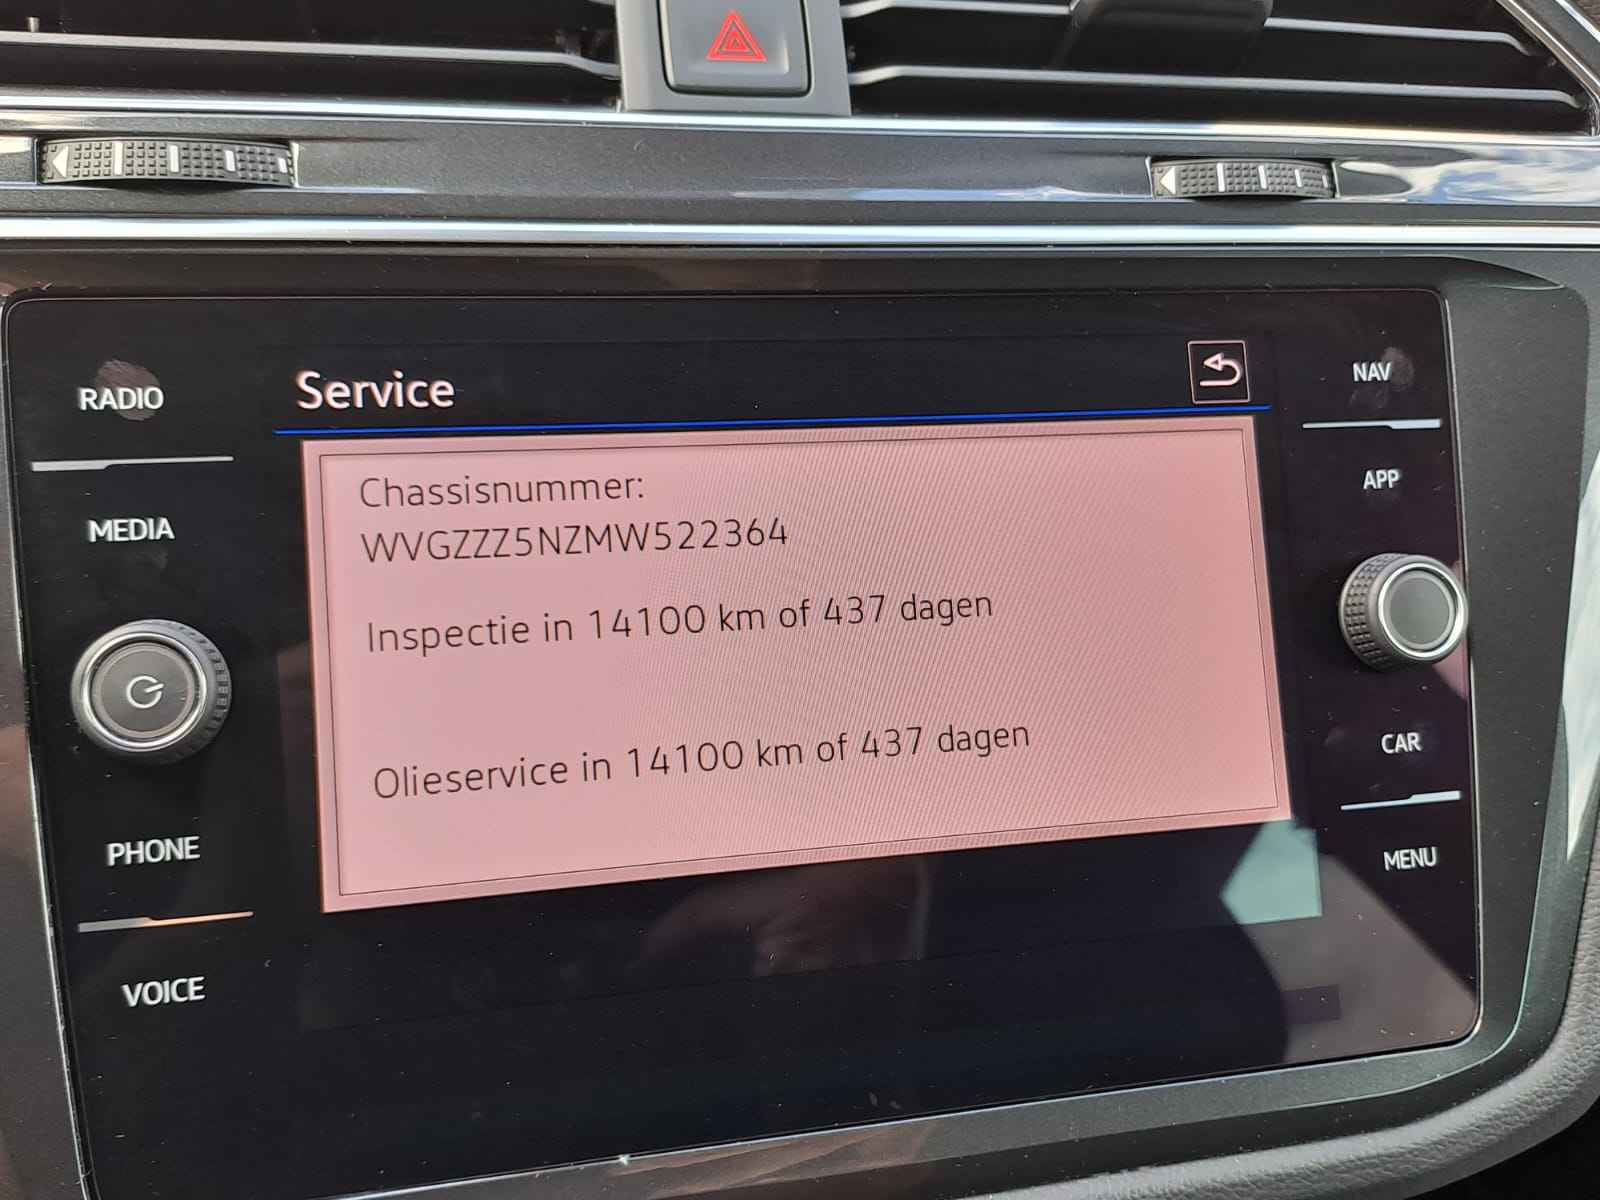 Service
RADIO
MEDIA
PHONE
VOICE
Chassisnummer:
WVGZZZ5NZMW522364
Inspectie in 14100 km of 437 dagen
Olieservice in 14100 km of 437 dagen
NAV
APP
CAR
MENU